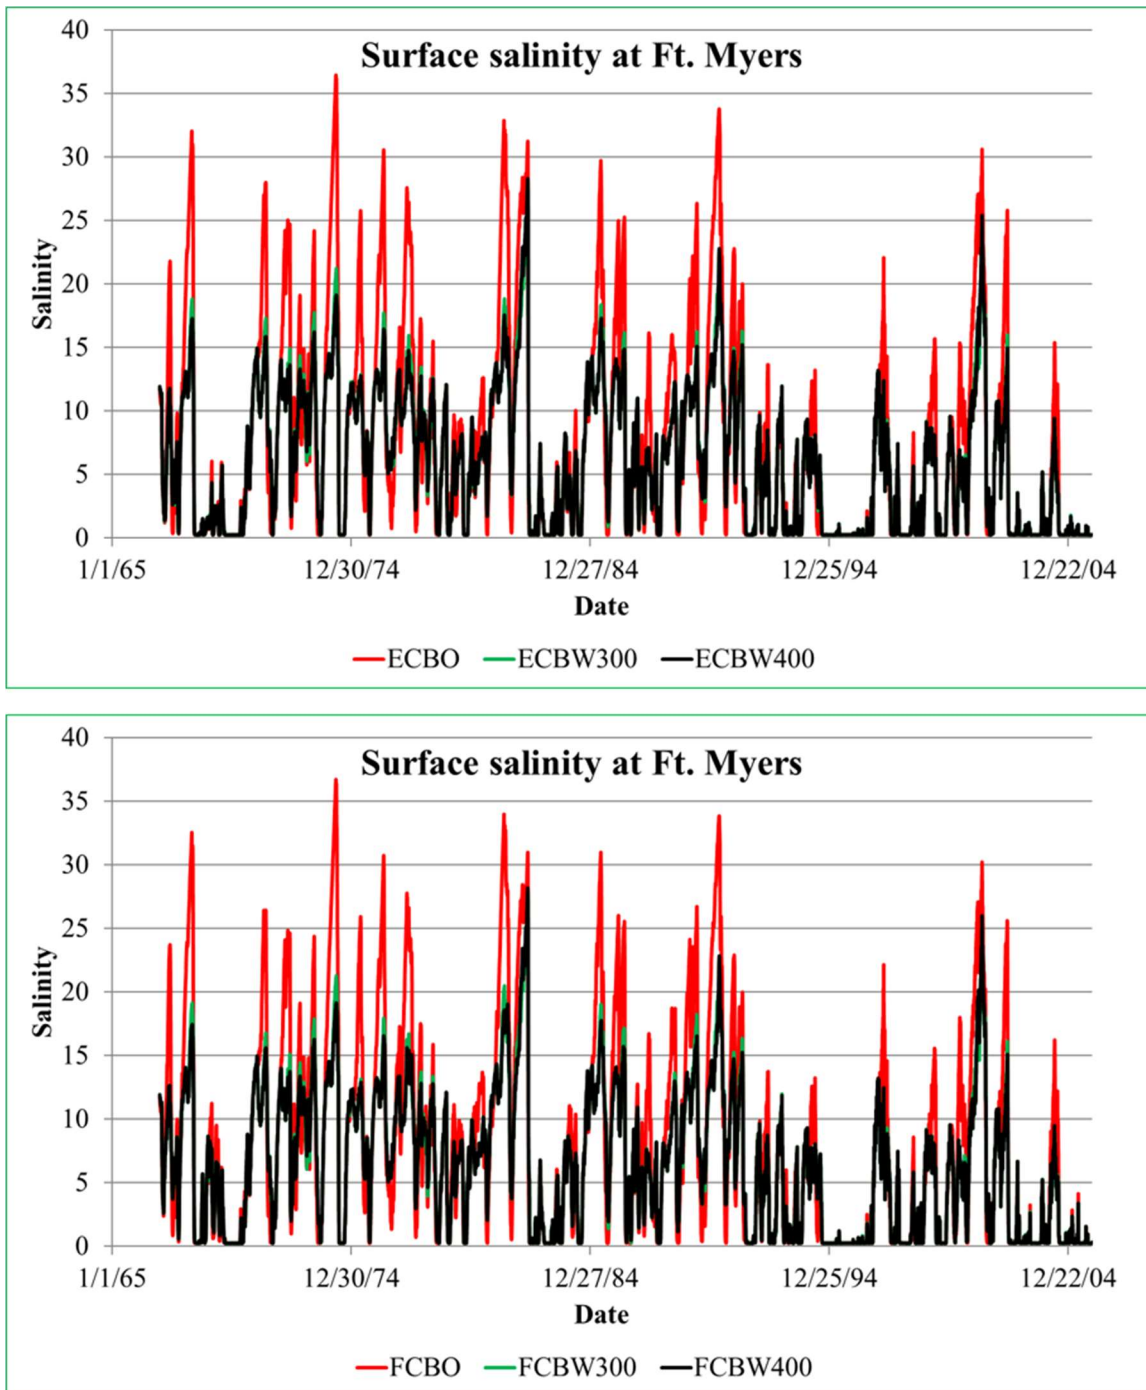 Surface salinity at Ft. Myers
40
35
30
25
20
15
10
5
0
Salinity
1/1/65 12/30/74 12/27/84 12/25/94 12/22/04
Date
ECBO ECBW300 ECBW400
Surface salinity at Ft. Myers
40
35
30
25
20
15
10
5
0
Salinity
1/1/65 12/30/74 12/27/84 12/25/94 12/22/04
Date
FCBO FCBW300 FCBW400